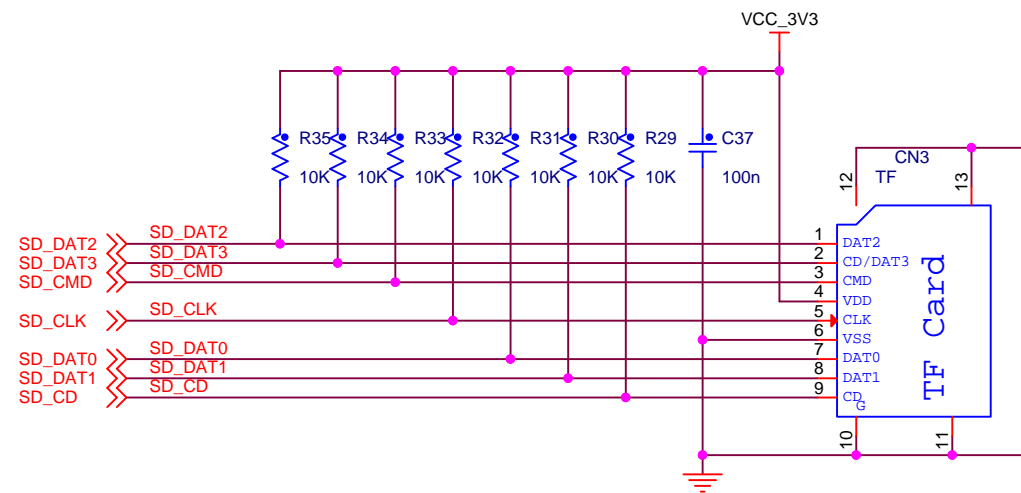 VCC_3V3
R35 R34 R33 R32 R31 R30 R29 C37
10K 10K 10K 10K 10K 10K 10K 100n
CN3
TF
12 13
SD_DAT2 SD_DAT2 1 DAT2
SD_DAT3 SD_DAT3 2 CD/DAT3
SD_CMD SD_CMD 3 CMD
4 VDD
SD_CLK SD_CLK 5 CLK
6 VSS
SD_DAT0 SD_DAT0 7 DAT0
SD_DAT1 SD_DAT1 8 DAT1
SD_CD SD_CD 9 CD
G
TF Card
10 11